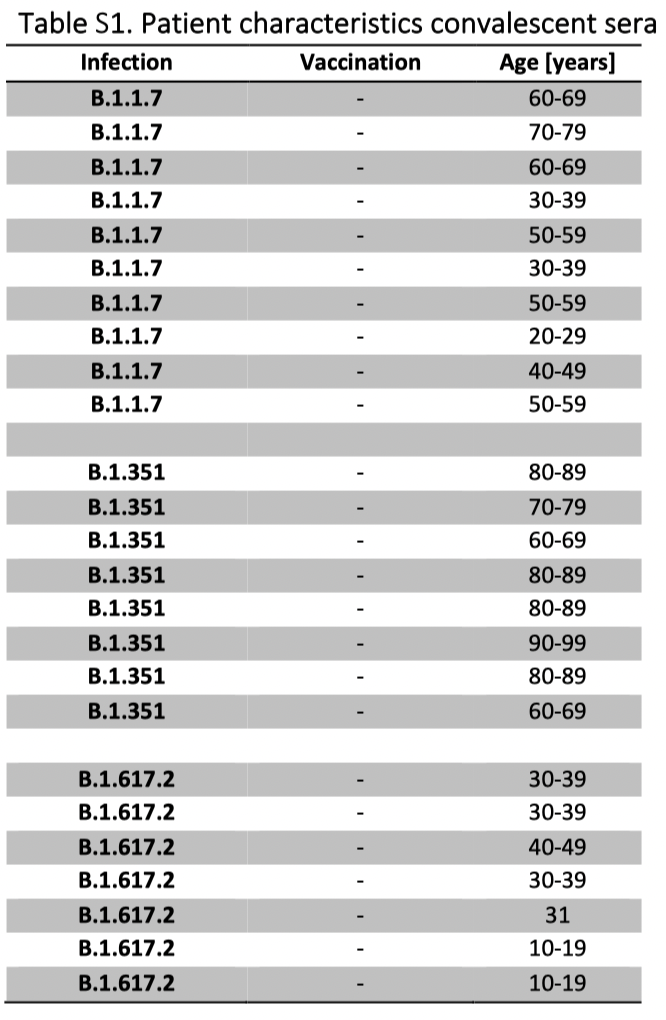 Table S1. Patient characteristics convalescent sera
Infection Vaccination Age [years]
B.1.1.7 - 60-69
B.1.1.7 - 70-79
B.1.1.7 - 60-69
B.1.1.7 - 30-39
B.1.1.7 - 50-59
B.1.1.7 - 30-39
B.1.1.7 - 50-59
B.1.1.7 - 20-29
B.1.1.7 - 40-49
B.1.1.7 - 50-59
B.1.351 - 80-89
B.1.351 - 70-79
B.1.351 - 60-69
B.1.351 - 80-89
B.1.351 - 80-89
B.1.351 - 90-99
B.1.351 - 80-89
B.1.351 - 60-69
B.1.617.2 - 30-39
B.1.617.2 - 30-39
B.1.617.2 - 40-49
B.1.617.2 - 30-39
B.1.617.2 - 31
B.1.617.2 - 10-19
B.1.617.2 - 10-19